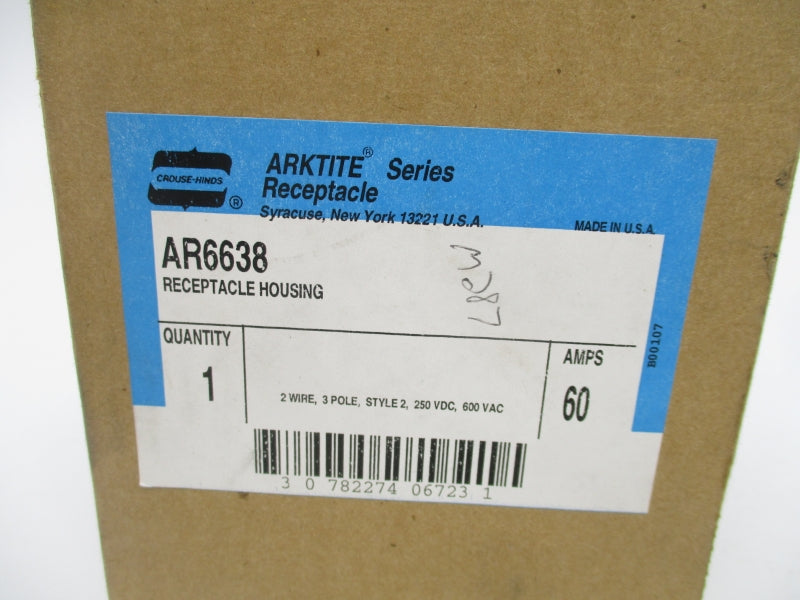 CROUSE-HINDS
®
ARKTITE® Series
Receptacle
Syracuse, New York 13221 U.S.A.
MADE IN U.S.A.
AR6638
RECEPTACLE HOUSING
QUANTITY
1
2 WIRE, 3 POLE, STYLE 2, 250 VDC, 600 VAC
AMPS
60
B00107
3 0 782274 06723 1